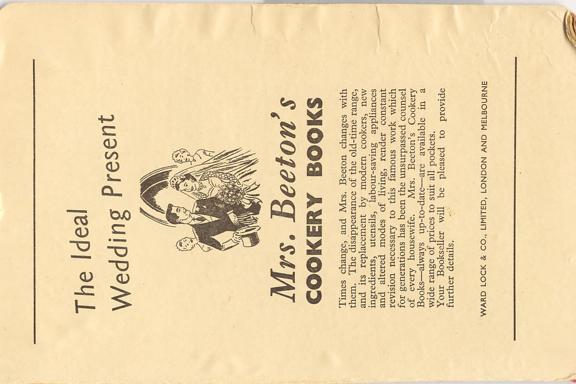 The Ideal
Wedding Present
Mrs. Beeton's
COOKERY BOOKS
Times change, and Mrs. Beeton changes with
them. The disappearance of the old-time range,
and its replacement by modern cookers, new
ingredients, utensils, labour-saving appliances
and altered modes of living, render constant
revision necessary to this famous work which
for generations has been the unsurpassed counsel
of every housewife. Mrs. Beeton's Cookery
Books—always up-to-date—are available in a
wide range of prices to suit all pockets.
Your Bookseller will be pleased to provide
further details.
WARD LOCK & CO., LIMITED, LONDON AND MELBOURNE